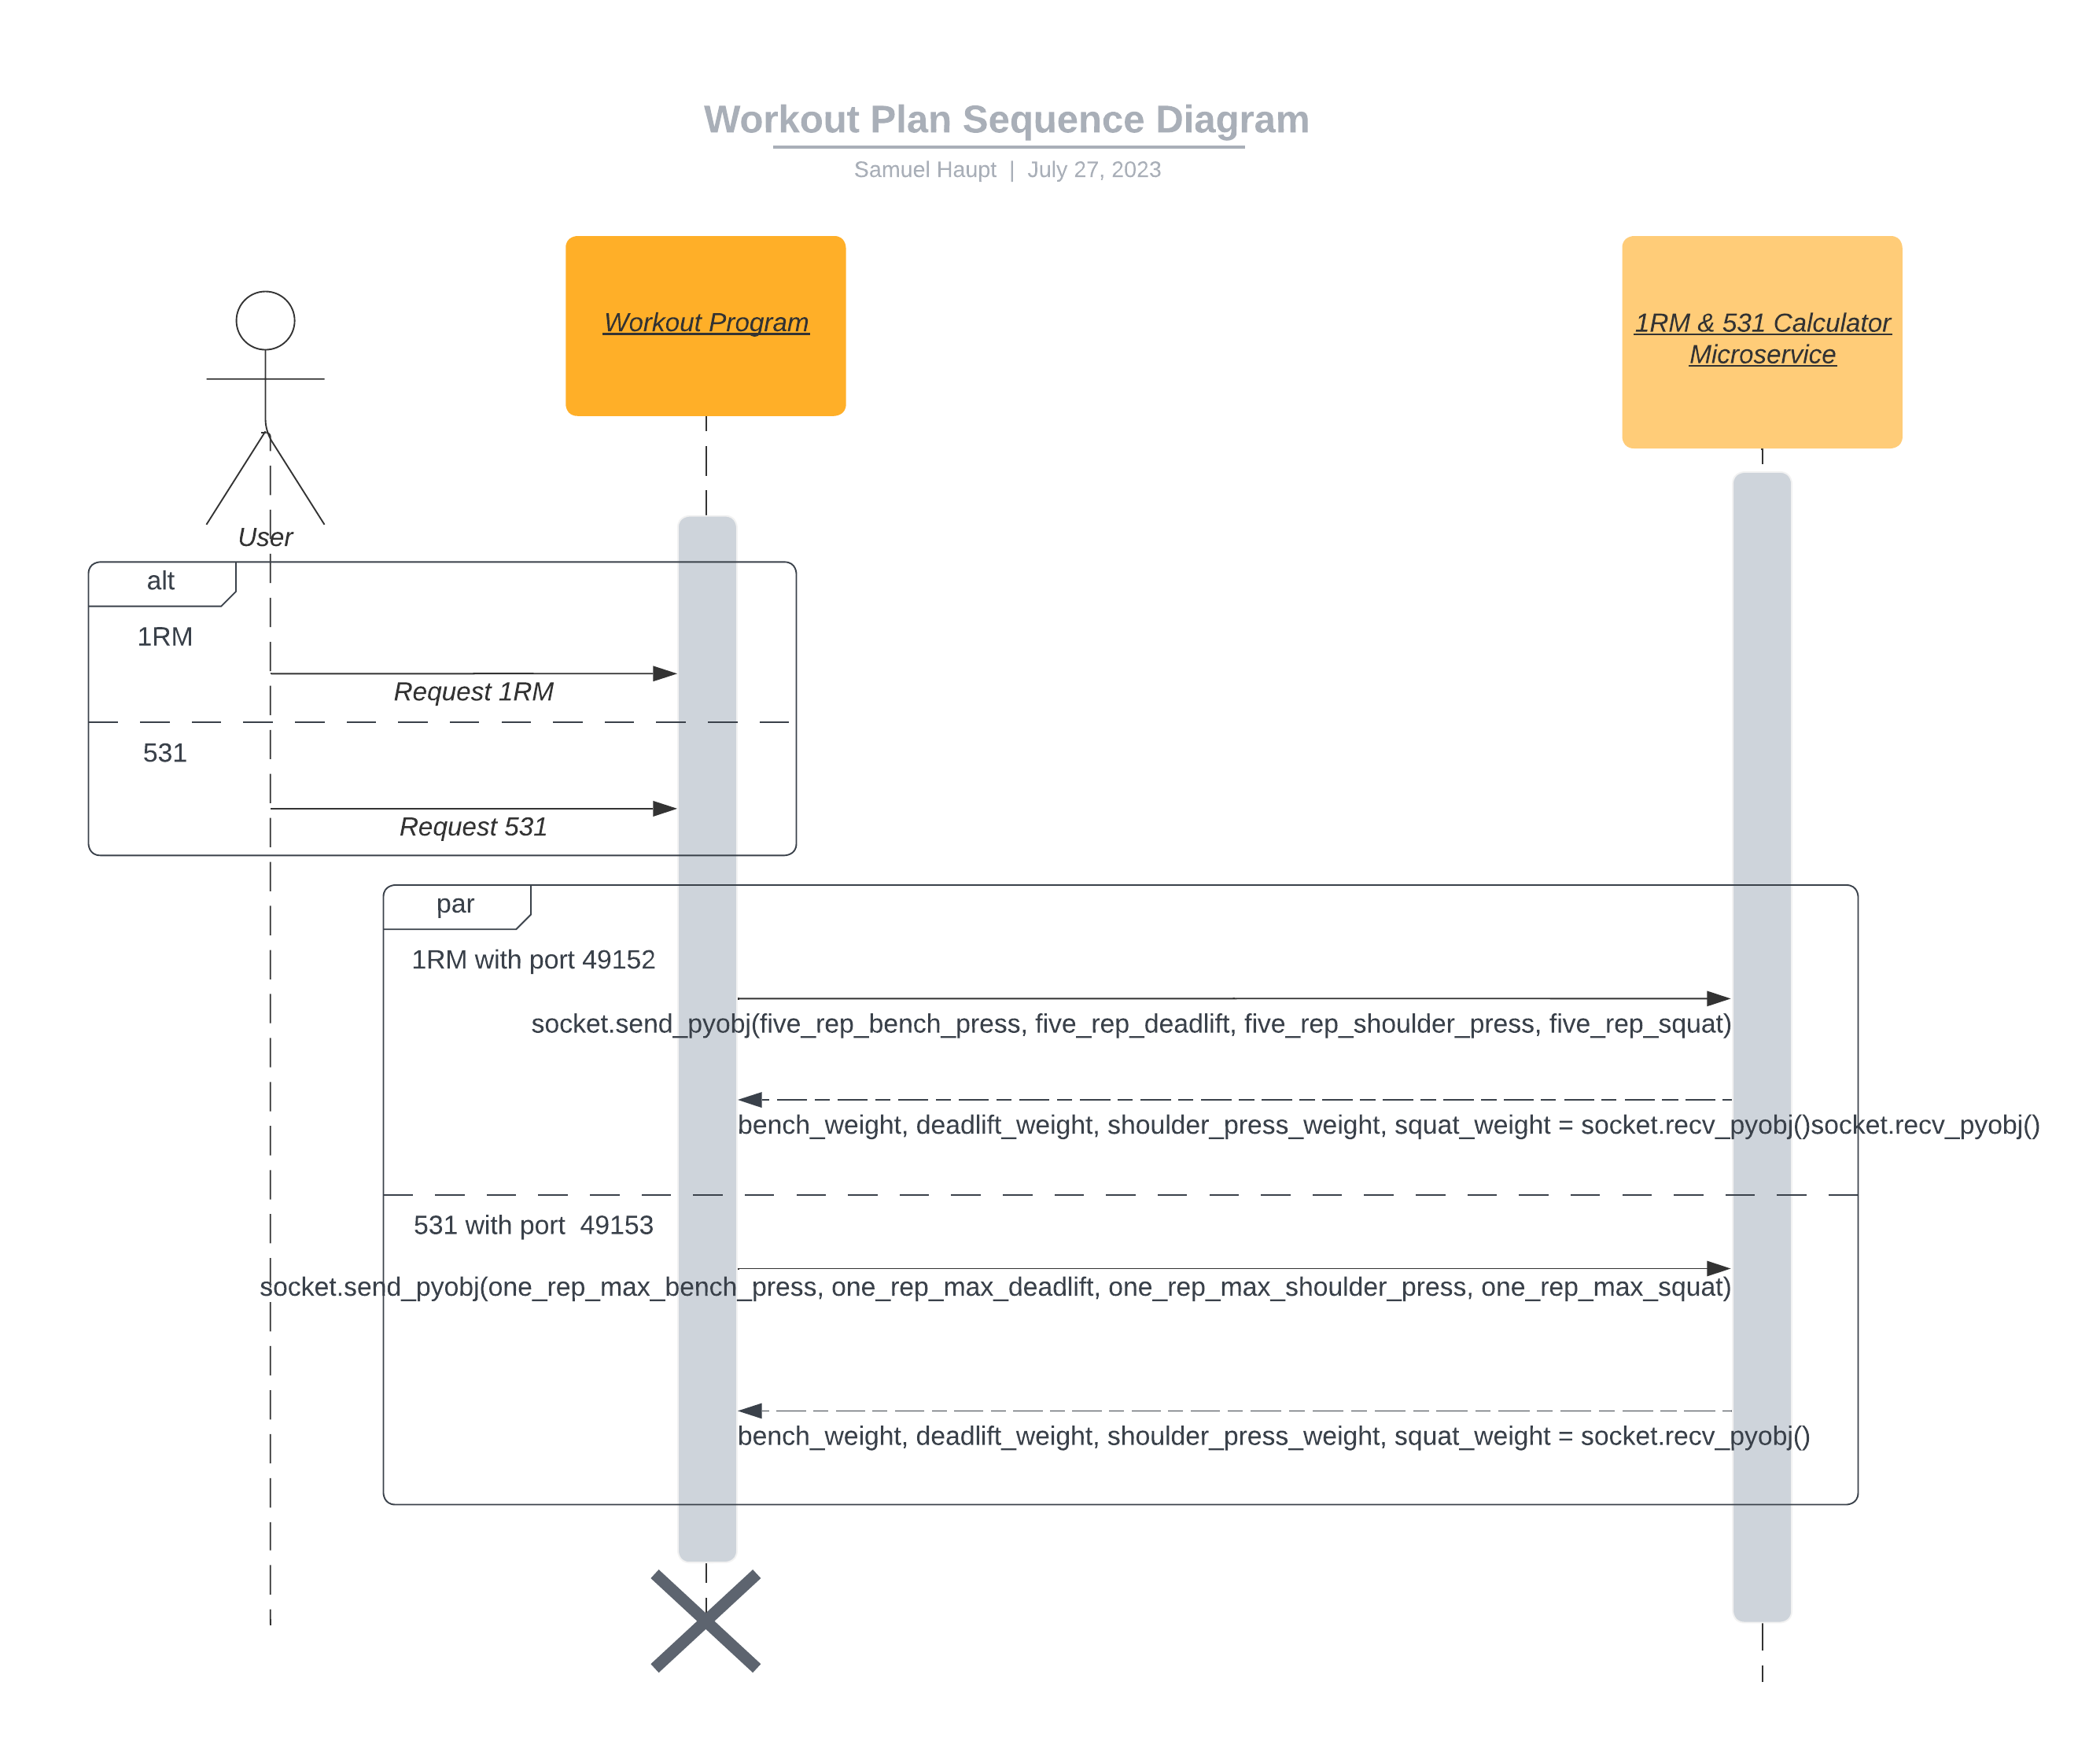 Workout Plan Sequence Diagram
Samuel Haupt | July 27, 2023
Workout Program
1RM & 531 Calculator
Microservice
User
alt
1RM
Request 1RM
531
Request 531
par
1RM with port 49152
socket.send_pyobj(five_rep_bench_press, five_rep_deadlift, five_rep_shoulder_press, five_rep_squat)
bench_weight, deadlift_weight, shoulder_press_weight, squat_weight = socket.recv_pyobj()socket.recv_pyobj()
531 with port  49153
socket.send_pyobj(one_rep_max_bench_press, one_rep_max_deadlift, one_rep_max_shoulder_press, one_rep_max_squat)
bench_weight, deadlift_weight, shoulder_press_weight, squat_weight = socket.recv_pyobj()